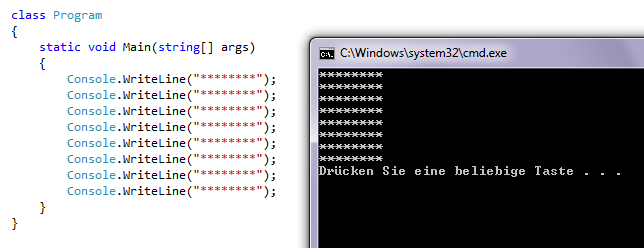 class Program
{
    static void Main(string[] args)
    {
        Console.WriteLine("********");
        Console.WriteLine("********");
        Console.WriteLine("********");
        Console.WriteLine("********");
        Console.WriteLine("********");
        Console.WriteLine("********");
        Console.WriteLine("********");
        Console.WriteLine("********");
    }
}
C:\Windows\system32\cmd.exe
********
********
********
********
********
********
********
********
Drücken Sie eine beliebige Taste . . .